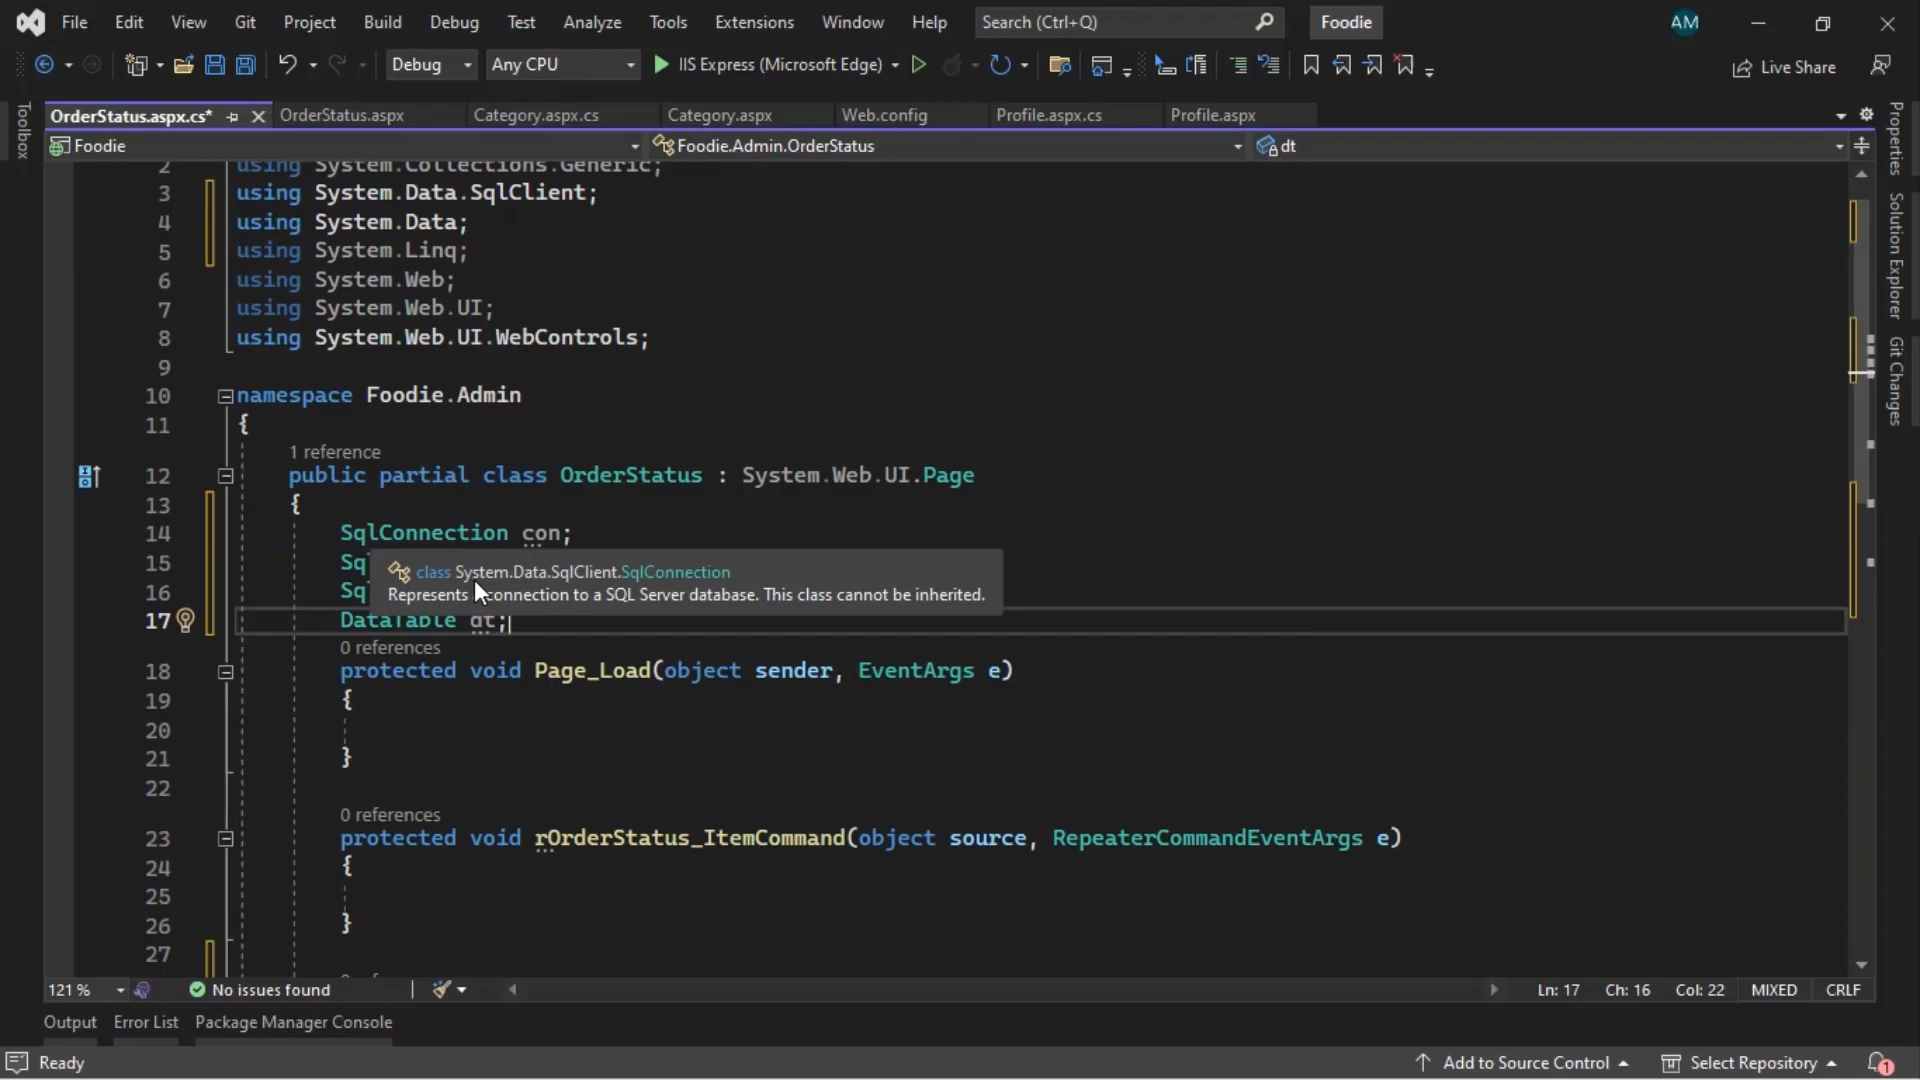 File Edit View Git Project Build Debug Test Analyze Tools Extensions Window Help Search (Ctrl+Q) Foodie AM
Debug Any CPU IIS Express (Microsoft Edge) Live Share
OrderStatus.aspx.cs* OrderStatus.aspx Category.aspx.cs Category.aspx Web.config Profile.aspx.cs Profile.aspx
Toolbox
Foodie Foodie.Admin.OrderStatus dt
Properties
Solution Explorer
Git Changes
2 using System.Collections.Generic;
3 using System.Data.SqlClient;
4 using System.Data;
5 using System.Linq;
6 using System.Web;
7 using System.Web.UI;
8 using System.Web.UI.WebControls;
9
10 namespace Foodie.Admin
11 {
1 reference
12 public partial class OrderStatus : System.Web.UI.Page
13 {
14 SqlConnection con;
15 Sql
class System.Data.SqlClient.SqlConnection
16 Sq
Represents connection to a SQL Server database. This class cannot be inherited.
17 DataTable dt;
0 references
18 protected void Page_Load(object sender, EventArgs e)
19 {
20
21 }
22
0 references
23 protected void rOrderStatus_ItemCommand(object source, RepeaterCommandEventArgs e)
24 {
25
26 }
27
121 % No issues found Ln: 17 Ch: 16 Col: 22 MIXED CRLF
Output Error List Package Manager Console
Ready Add to Source Control Select Repository 1